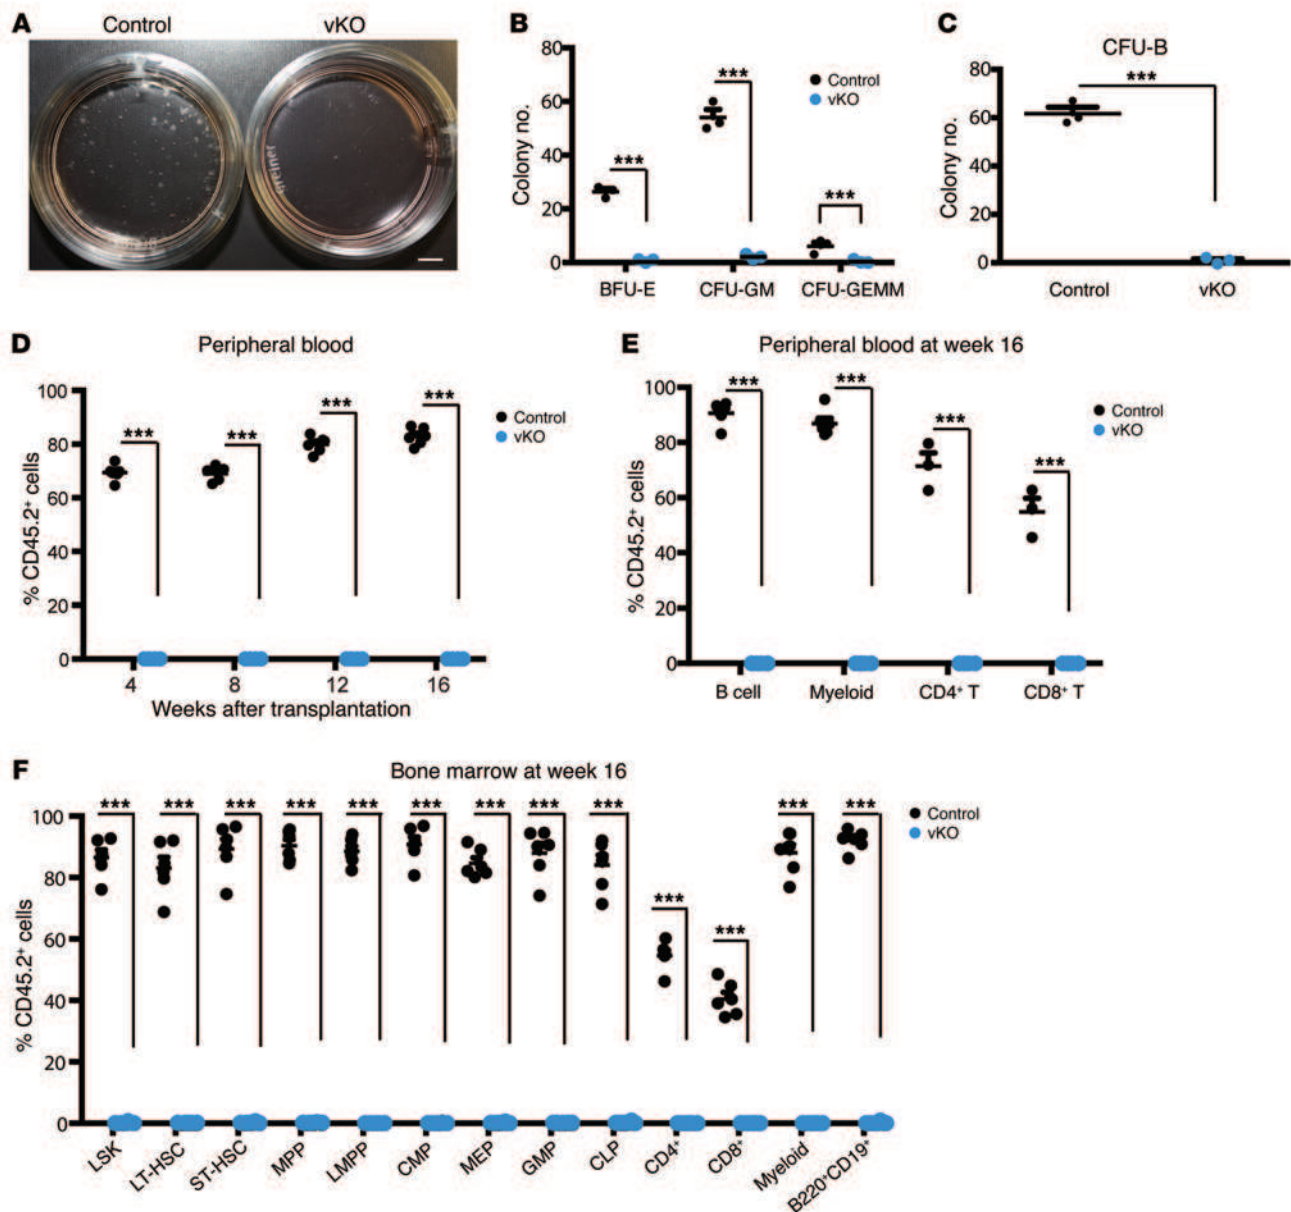 A
Control
vKO
B
80
60
40
20
0
Colony no.
***
***
***
Control
vKO
BFU-E
CFU-GM
CFU-GEMM
C
CFU-B
80
60
40
20
0
Colony no.
***
Control
vKO
D
Peripheral blood
100
80
60
40
20
0
% CD45.2⁺ cells
***
***
***
***
Control
vKO
4
8
12
16
Weeks after transplantation
E
Peripheral blood at week 16
100
80
60
40
20
0
% CD45.2⁺ cells
***
***
***
***
Control
vKO
B cell
Myeloid
CD4⁺ T
CD8⁺ T
F
Bone marrow at week 16
100
80
60
40
20
0
% CD45.2⁺ cells
***
***
***
***
***
***
***
***
***
***
***
***
***
Control
vKO
LSK
LT-HSC
ST-HSC
MPP
LMPP
CMP
MEP
GMP
CLP
CD4⁺
CD8⁺
Myeloid
B220⁺CD19⁺